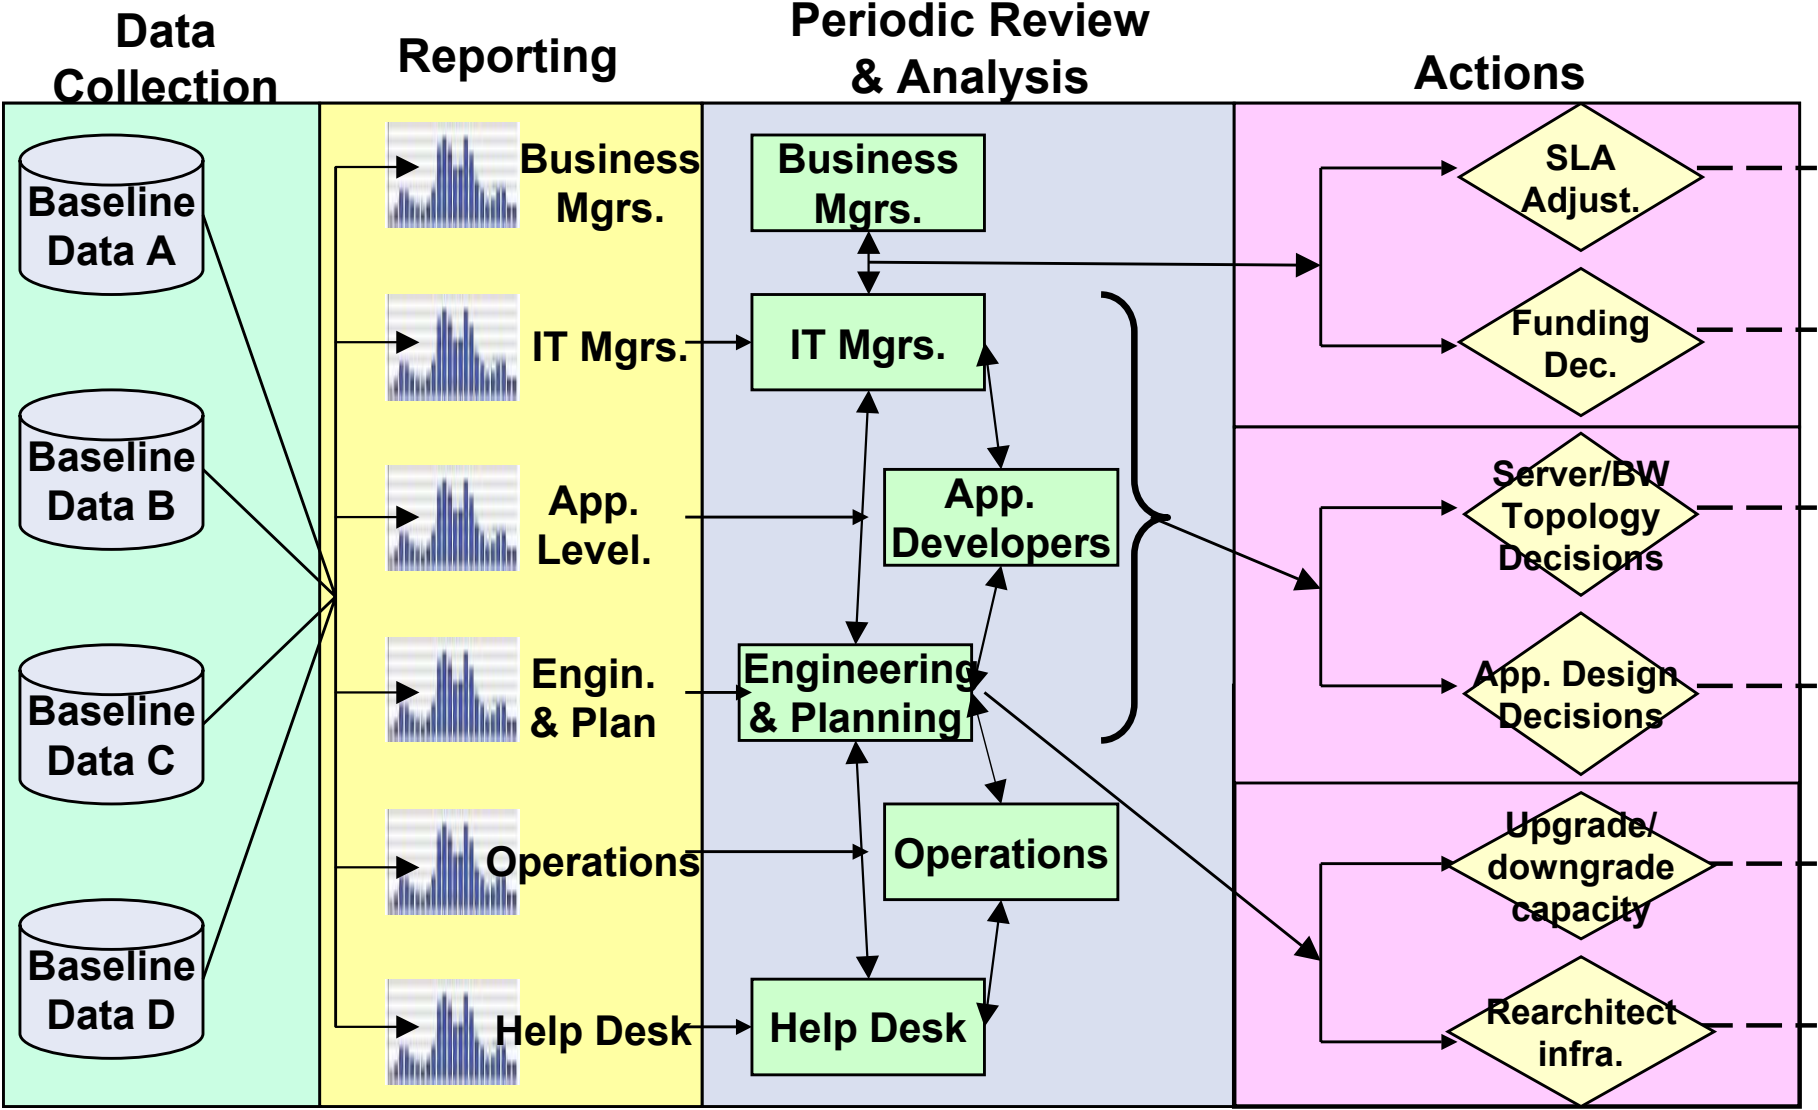 Data
Collection
Reporting
Periodic Review
& Analysis
Actions
Baseline
Data A
Baseline
Data B
Baseline
Data C
Baseline
Data D
Business
Mgrs.
IT Mgrs.
App.
Level.
Engin.
& Plan
Operations
Help Desk
Business
Mgrs.
IT Mgrs.
App.
Developers
Engineering
& Planning
Operations
Help Desk
SLA
Adjust.
Funding
Dec.
Server/BW
Topology
Decisions
App. Design
Decisions
Upgrade/
downgrade
capacity
Rearchitect
infra.